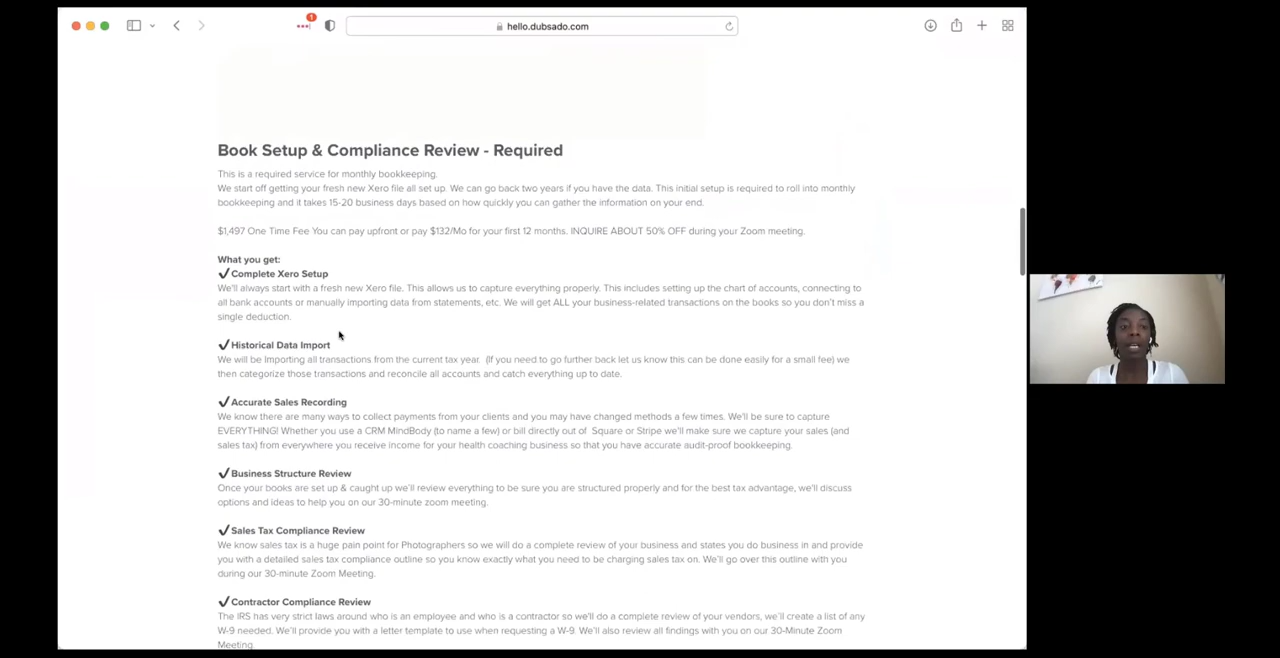 1
hello.dubsado.com
Book Setup & Compliance Review - Required
This is a required service for monthly bookkeeping.
We start off getting your fresh new Xero file all set up. We can go back two years if you have the data. This initial setup is required to roll into monthly
bookkeeping and it takes 15-20 business days based on how quickly you can gather the information on your end.
$1,497 One Time Fee You can pay upfront or pay $132/Mo for your first 12 months. INQUIRE ABOUT 50% OFF during your Zoom meeting.
What you get:
✓Complete Xero Setup
We'll always start with a fresh new Xero file. This allows us to capture everything properly. This includes setting up the chart of accounts, connecting to
all bank accounts or manually importing data from statements, etc. We will get ALL your business-related transactions on the books so you don't miss a
single deduction.
✓Historical Data Import
We will be Importing all transactions from the current tax year. (If you need to go further back let us know this can be done easily for a small fee) we
then categorize those transactions and reconcile all accounts and catch everything up to date.
✓Accurate Sales Recording
We know there are many ways to collect payments from your clients and you may have changed methods a few times. We'll be sure to capture
EVERYTHING! Whether you use a CRM MindBody (to name a few) or bill directly out of Square or Stripe we'll make sure we capture your sales (and
sales tax) from everywhere you receive income for your health coaching business so that you have accurate audit-proof bookkeeping.
✓Business Structure Review
Once your books are set up & caught up we'll review everything to be sure you are structured properly and for the best tax advantage, we'll discuss
options and ideas to help you on our 30-minute zoom meeting.
✓Sales Tax Compliance Review
We know sales tax is a huge pain point for Photographers so we will do a complete review of your business and states you do business in and provide
you with a detailed sales tax compliance outline so you know exactly what you need to be charging sales tax on. We'll go over this outline with you
during our 30-minute Zoom Meeting.
✓Contractor Compliance Review
The IRS has very strict laws around who is an employee and who is a contractor so we'll do a complete review of your vendors, we'll create a list of any
W-9 needed. We'll provide you with a letter template to use when requesting a W-9. We'll also review all findings with you on our 30-Minute Zoom
Meeting.